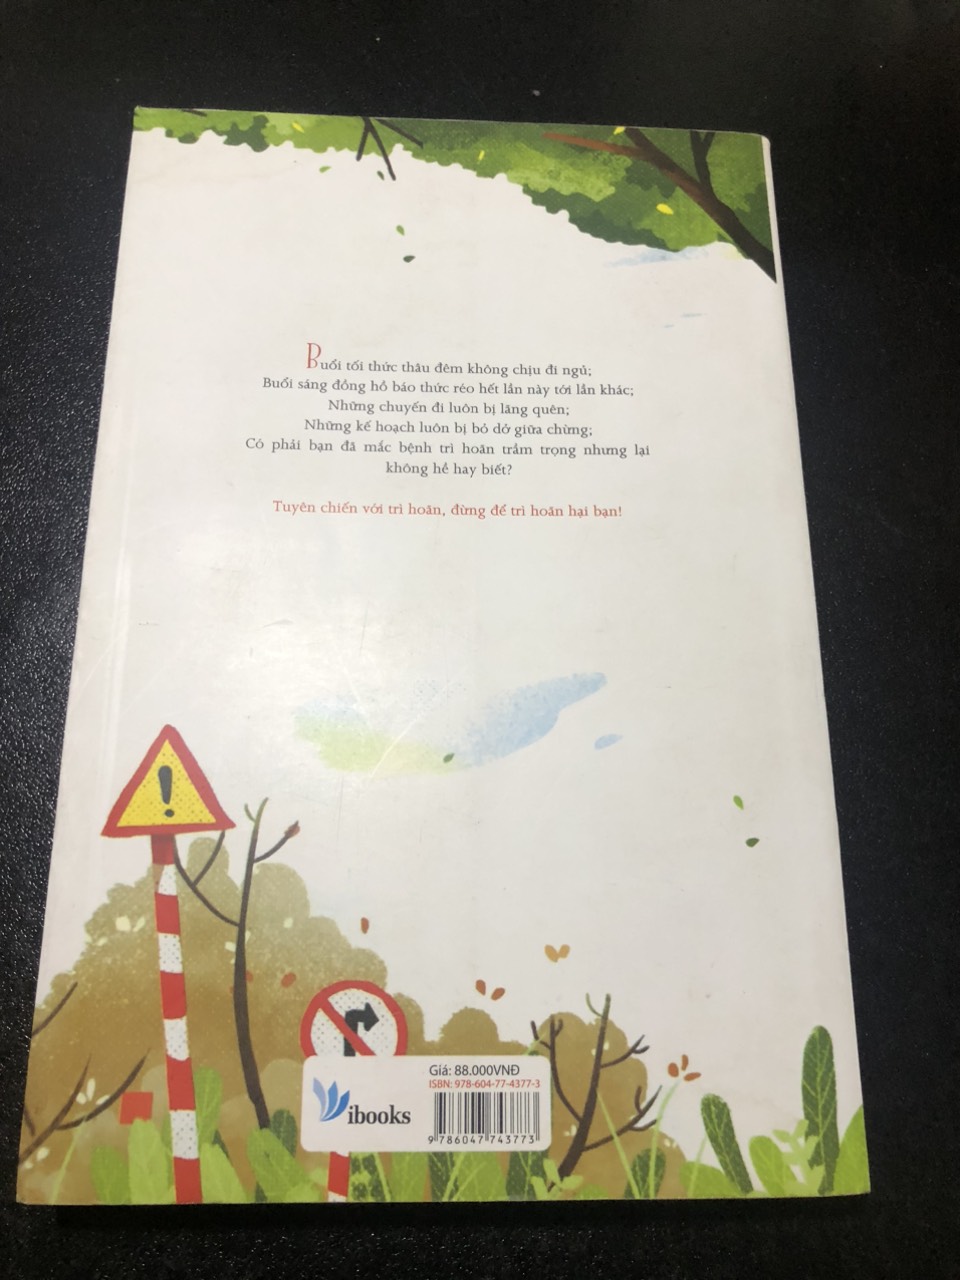 Buổi tối thức thâu đêm không chịu đi ngủ;
Buổi sáng đồng hồ báo thức réo hết lần này tới lần khác;
Những chuyến đi luôn bị lãng quên;
Những kế hoạch luôn bị bỏ dở giữa chừng;
Có phải bạn đã mắc bệnh trì hoãn trầm trọng nhưng lại
không hề hay biết?
Tuyên chiến với trì hoãn, đừng để trì hoãn hại bạn!
!
Giá: 88.000VNĐ
ISBN: 978-604-77-4377-3
ibooks
9 786047 743773